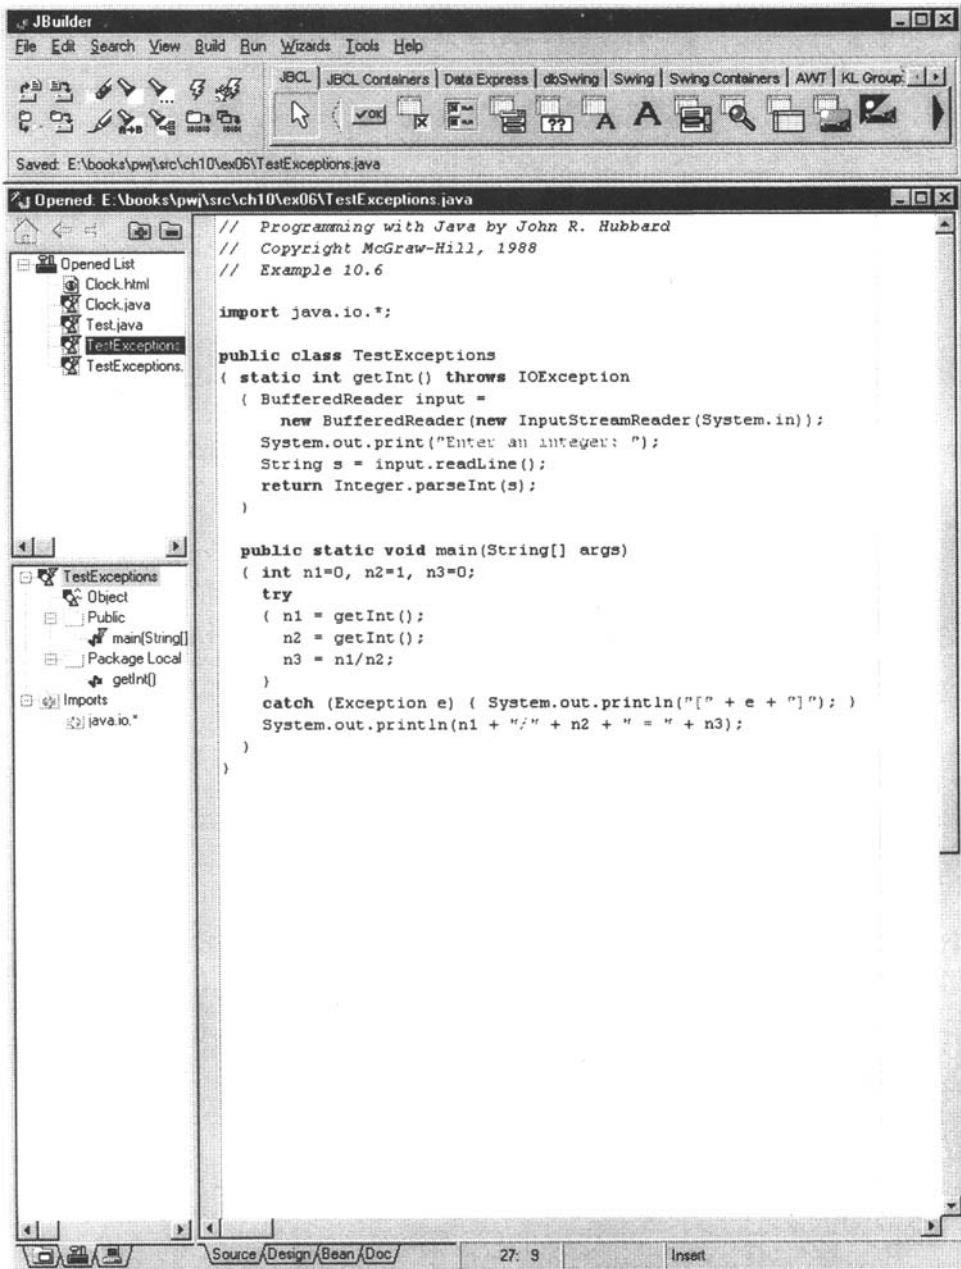 JBuilder
File Edit Search View Build Run Wizards Tools Help
JBCL JBCL Containers Data Express dbSwing Swing Swing Containers AWT KL Group:
OK
A→B
??
A
A
Saved: E:\books\pwj\src\ch10\ex06\TestExceptions.java
Opened: E:\books\pwj\src\ch10\ex06\TestExceptions.java
Opened List
Clock.html
Clock.java
Test.java
TestExceptions
TestExceptions.
TestExceptions
Object
Public
main(String[]
Package Local
getInt()
Imports
java.io.*
// Programming with Java by John R. Hubbard
// Copyright McGraw-Hill, 1988
// Example 10.6
import java.io.*;
public class TestExceptions
{ static int getInt() throws IOException
{ BufferedReader input =
new BufferedReader(new InputStreamReader(System.in));
System.out.print("Enter an integer: ");
String s = input.readLine();
return Integer.parseInt(s);
}
public static void main(String[] args)
{ int n1=0, n2=1, n3=0;
try
{ n1 = getInt();
n2 = getInt();
n3 = n1/n2;
}
catch (Exception e) { System.out.println("[" + e + "]"); }
System.out.println(n1 + "/" + n2 + " = " + n3);
}
}
Source Design Bean Doc
27: 9
Insert